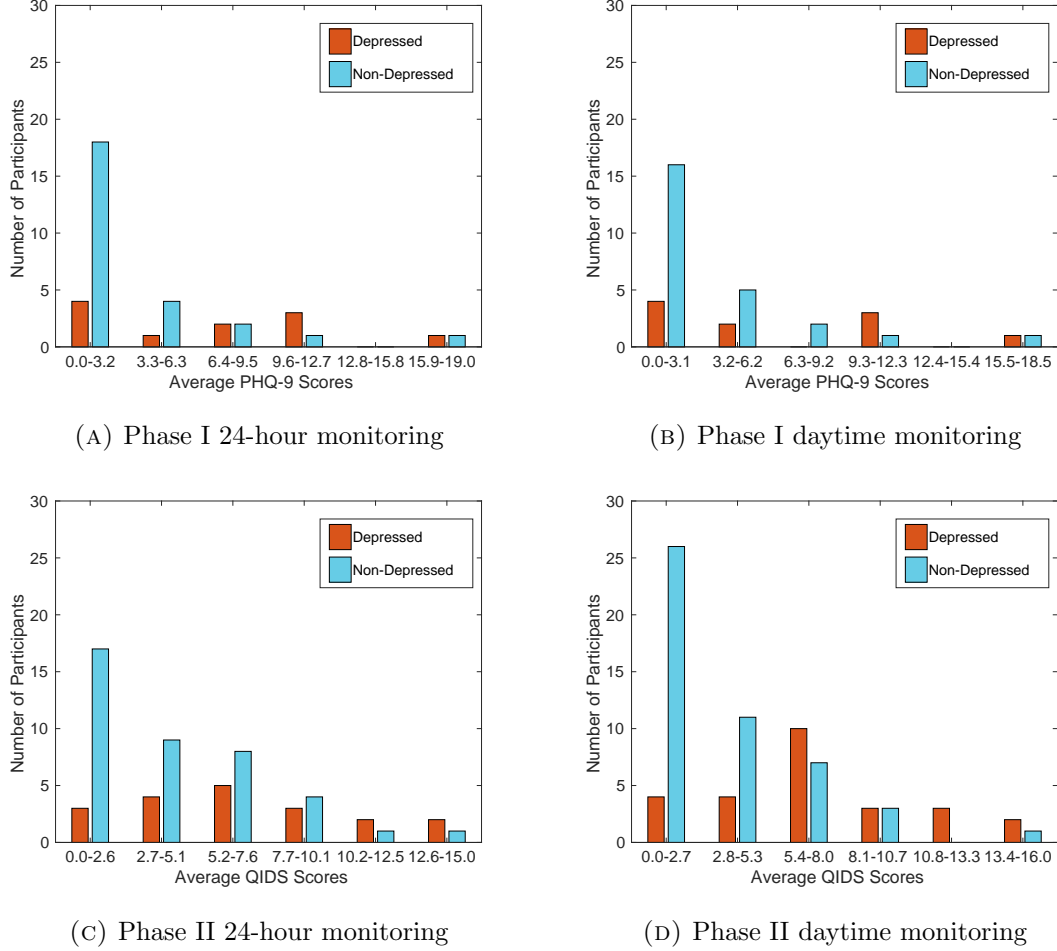 30
25
20
15
10
5
0
Number of Participants
Depressed
Non-Depressed
0.0-3.2 3.3-6.3 6.4-9.5 9.6-12.7 12.8-15.8 15.9-19.0
Average PHQ-9 Scores
(A) Phase I 24-hour monitoring
30
25
20
15
10
5
0
Number of Participants
Depressed
Non-Depressed
0.0-3.1 3.2-6.2 6.3-9.2 9.3-12.3 12.4-15.4 15.5-18.5
Average PHQ-9 Scores
(B) Phase I daytime monitoring
30
25
20
15
10
5
0
Number of Participants
Depressed
Non-Depressed
0.0-2.6 2.7-5.1 5.2-7.6 7.7-10.1 10.2-12.5 12.6-15.0
Average QIDS Scores
(C) Phase II 24-hour monitoring
30
25
20
15
10
5
0
Number of Participants
Depressed
Non-Depressed
0.0-2.7 2.8-5.3 5.4-8.0 8.1-10.7 10.8-13.3 13.4-16.0
Average QIDS Scores
(D) Phase II daytime monitoring